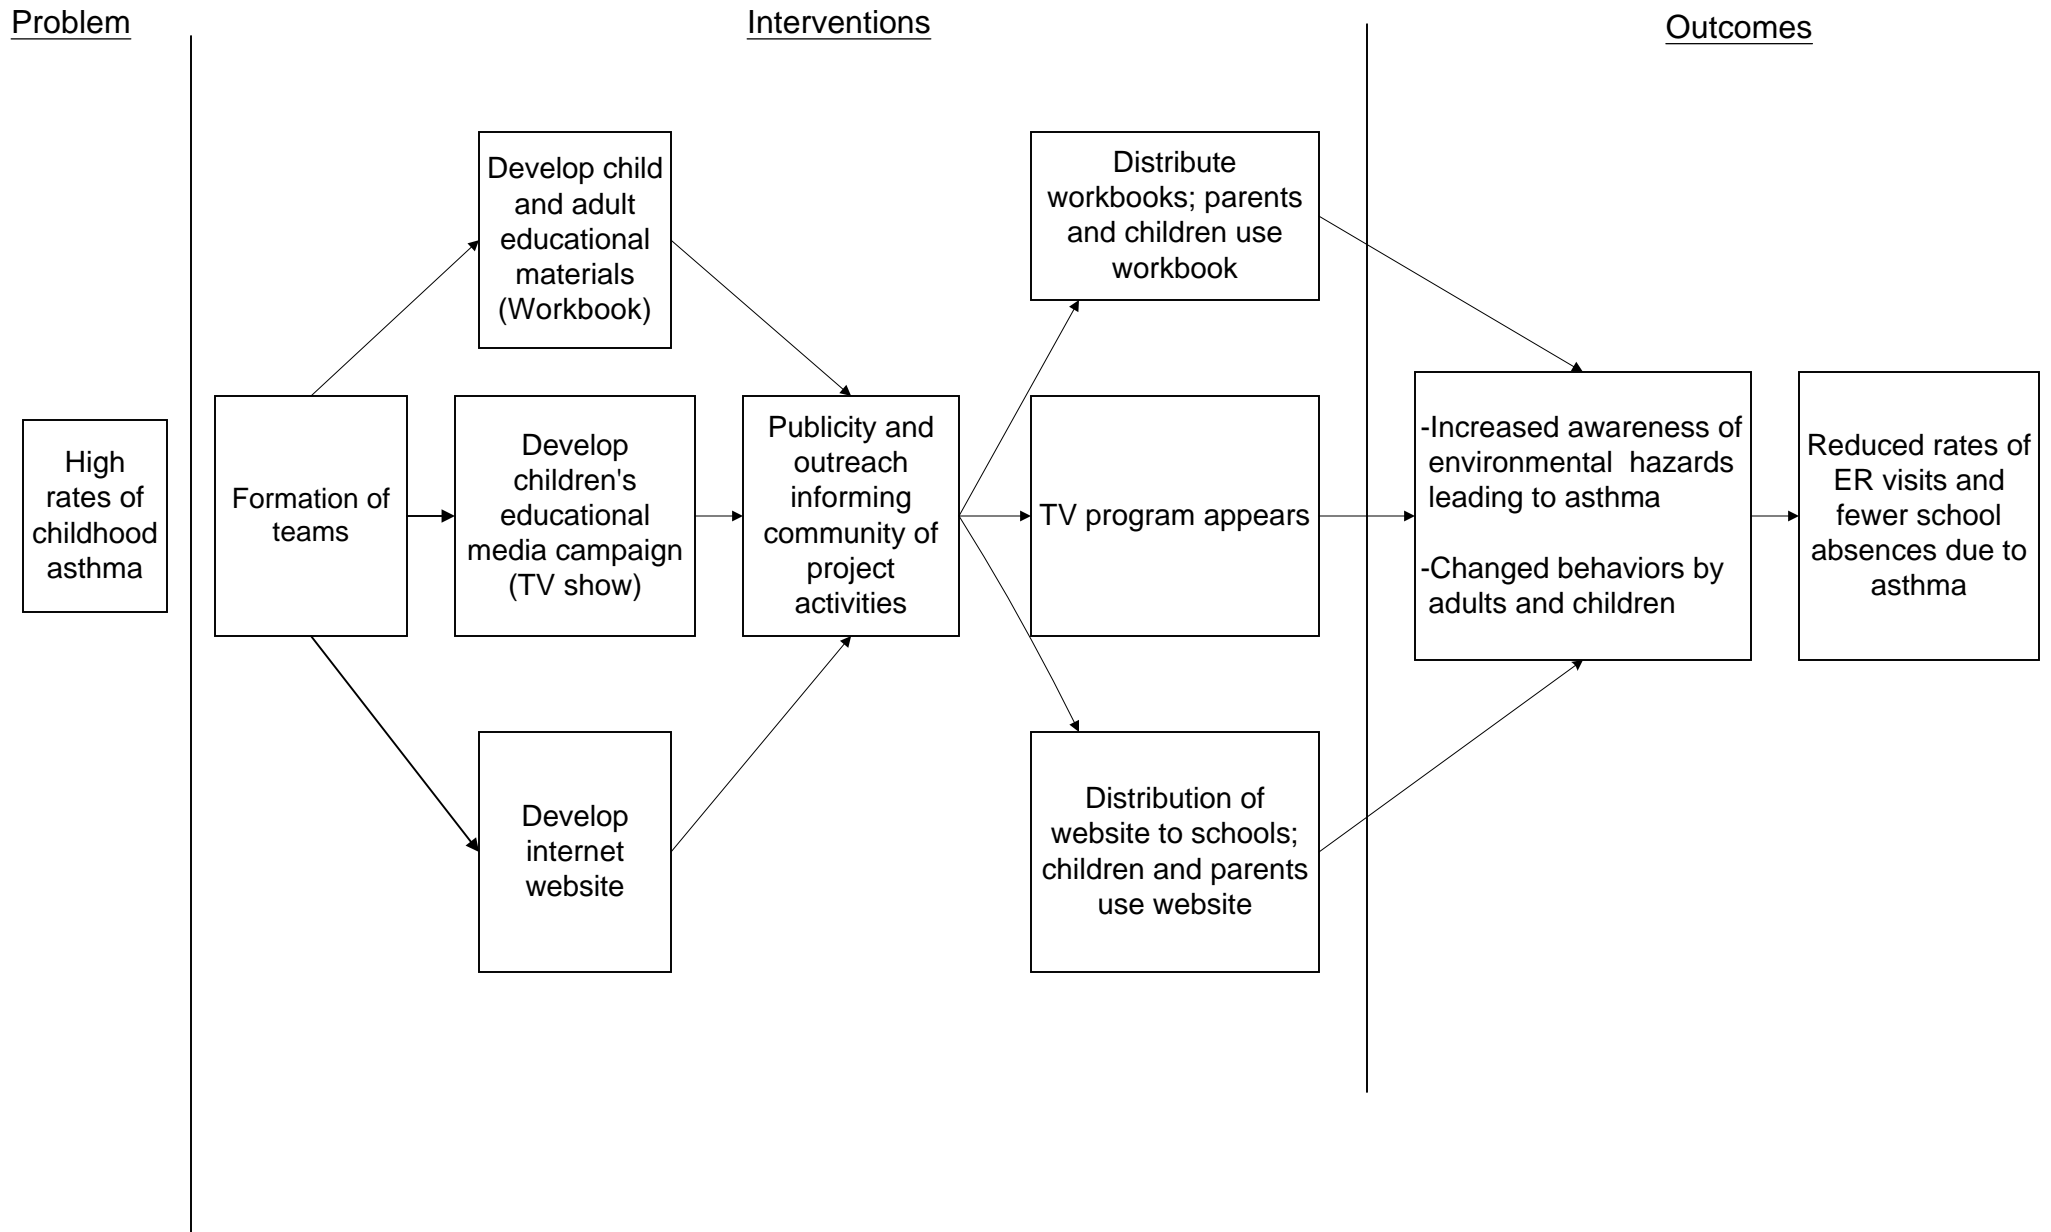 Problem
Interventions
Outcomes
High
rates of
childhood
asthma
Formation of
teams
Develop child
and adult
educational
materials
(Workbook)
Develop
children's
educational
media campaign
(TV show)
Develop
internet
website
Publicity and
outreach
informing
community of
project
activities
Distribute
workbooks; parents
and children use
workbook
TV program appears
Distribution of
website to schools;
children and parents
use website
-Increased awareness of
environmental hazards
leading to asthma
-Changed behaviors by
adults and children
Reduced rates of
ER visits and
fewer school
absences due to
asthma